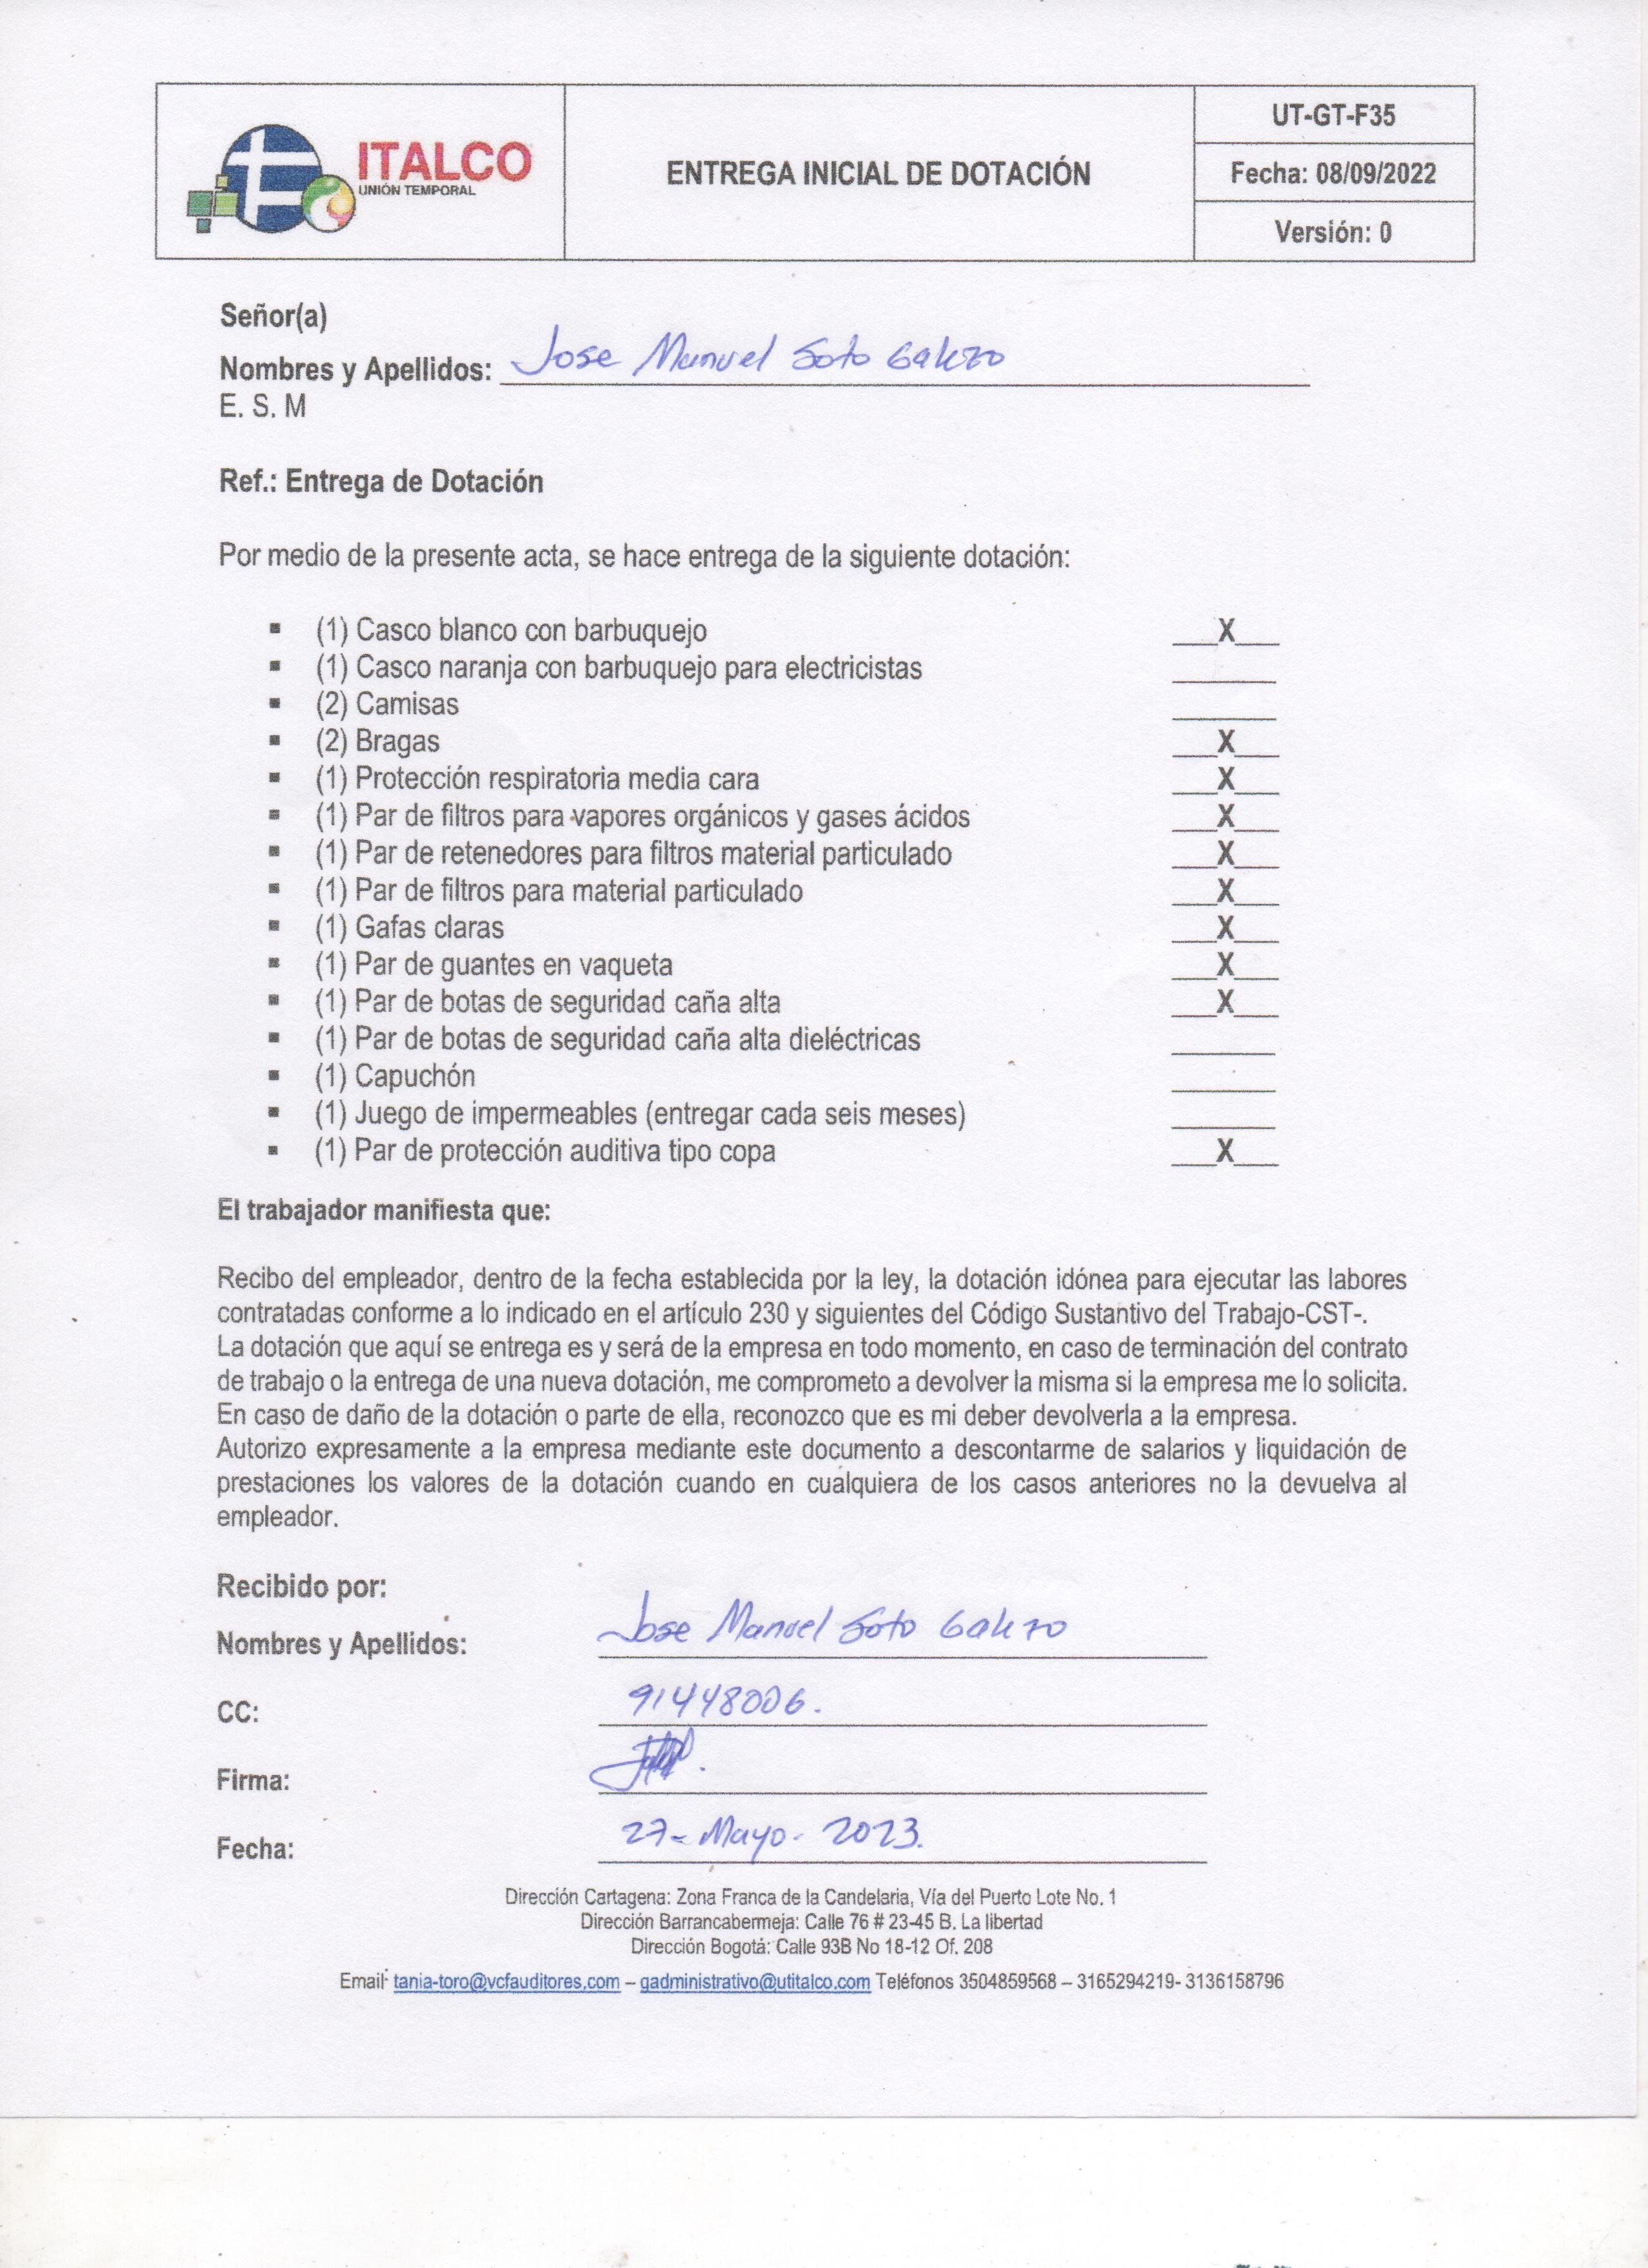 ITALCO
UNIÓN TEMPORAL
ENTREGA INICIAL DE DOTACIÓN
UT-GT-F35
Fecha: 08/09/2022
Versión: 0
Señor(a)
Nombres y Apellidos: Jose Manuel Soto
E. S. M
Ref.: Entrega de Dotación
Por medio de la presente acta, se hace entrega de la siguiente dotación:
▪ (1) Casco blanco con barbuquejo ___X___
▪ (1) Casco naranja con barbuquejo para electricistas _______
▪ (2) Camisas _______
▪ (2) Bragas ___X___
▪ (1) Protección respiratoria media cara ___X___
▪ (1) Par de filtros para vapores orgánicos y gases ácidos ___X___
▪ (1) Par de retenedores para filtros material particulado ___X___
▪ (1) Par de filtros para material particulado ___X___
▪ (1) Gafas claras ___X___
▪ (1) Par de guantes en vaqueta ___X___
▪ (1) Par de botas de seguridad caña alta ___X___
▪ (1) Par de botas de seguridad caña alta dieléctricas _______
▪ (1) Capuchón _______
▪ (1) Juego de impermeables (entregar cada seis meses) _______
▪ (1) Par de protección auditiva tipo copa ___X___
El trabajador manifiesta que:
Recibo del empleador, dentro de la fecha establecida por la ley, la dotación idónea para ejecutar las labores
contratadas conforme a lo indicado en el artículo 230 y siguientes del Código Sustantivo del Trabajo-CST-.
La dotación que aquí se entrega es y será de la empresa en todo momento, en caso de terminación del contrato
de trabajo o la entrega de una nueva dotación, me comprometo a devolver la misma si la empresa me lo solicita.
En caso de daño de la dotación o parte de ella, reconozco que es mi deber devolverla a la empresa.
Autorizo expresamente a la empresa mediante este documento a descontarme de salarios y liquidación de
prestaciones los valores de la dotación cuando en cualquiera de los casos anteriores no la devuelva al
empleador.
Recibido por:
Nombres y Apellidos: Jose Manuel Soto
CC: 91448006.
Firma:
Fecha: 27-Mayo-2023.
Dirección Cartagena: Zona Franca de la Candelaria, Vía del Puerto Lote No. 1
Dirección Barrancabermeja: Calle 76 # 23-45 B. La libertad
Dirección Bogotá: Calle 93B No 18-12 Of. 208
Email: tania-toro@vcfauditores.com – gadministrativo@utitalco.com Teléfonos 3504859568 – 3165294219- 3136158796